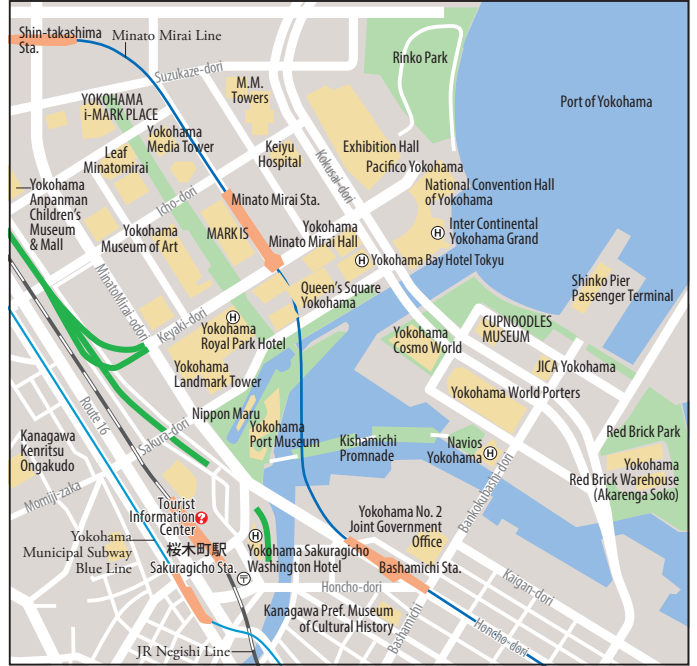 Shin-takashima
Sta.
Minato Mirai Line
Suzukaze-dori
Rinko Park
Port of Yokohama
M.M.
Towers
YOKOHAMA
i-MARK PLACE
Yokohama
Media Tower
Leaf
Minatomirai
Keiyu
Hospital
Kokusai-dori
Exhibition Hall
Pacifico Yokohama
National Convention Hall
of Yokohama
Yokohama
Anpanman
Children's
Museum
& Mall
Icho-dori
Minato Mirai Sta.
Yokohama
Museum of Art
MARK IS
Yokohama
Minato Mirai Hall
H
Inter Continental
Yokohama Grand
H
Yokohama Bay Hotel Tokyu
MinatoMirai-odori
Queen's Square
Yokohama
Shinko Pier
Passenger Terminal
Keyaki-dori
H
Yokohama
Royal Park Hotel
Yokohama
Cosmo World
CUPNOODLES
MUSEUM
JICA Yokohama
Yokohama
Landmark Tower
Yokohama World Porters
Route 16
Sakura-dori
Nippon Maru
Yokohama
Port Museum
Kishamichi
Promnade
Navios
Yokohama
H
Red Brick Park
Yokohama
Red Brick Warehouse
(Akarenga Soko)
Kanagawa
Kenritsu
Ongakudo
Momiji-zaka
Bankokubashi-dori
Tourist
Information
Center
?
Yokohama No. 2
Joint Government
Office
Yokohama
Municipal Subway
Blue Line
桜木町駅
Sakuragicho Sta.
〒
H
Yokohama Sakuragicho
Washington Hotel
Bashamichi Sta.
Honcho-dori
Kaigan-dori
Kanagawa Pref. Museum
of Cultural History
Bashamichi
Honcho-dori
JR Negishi Line